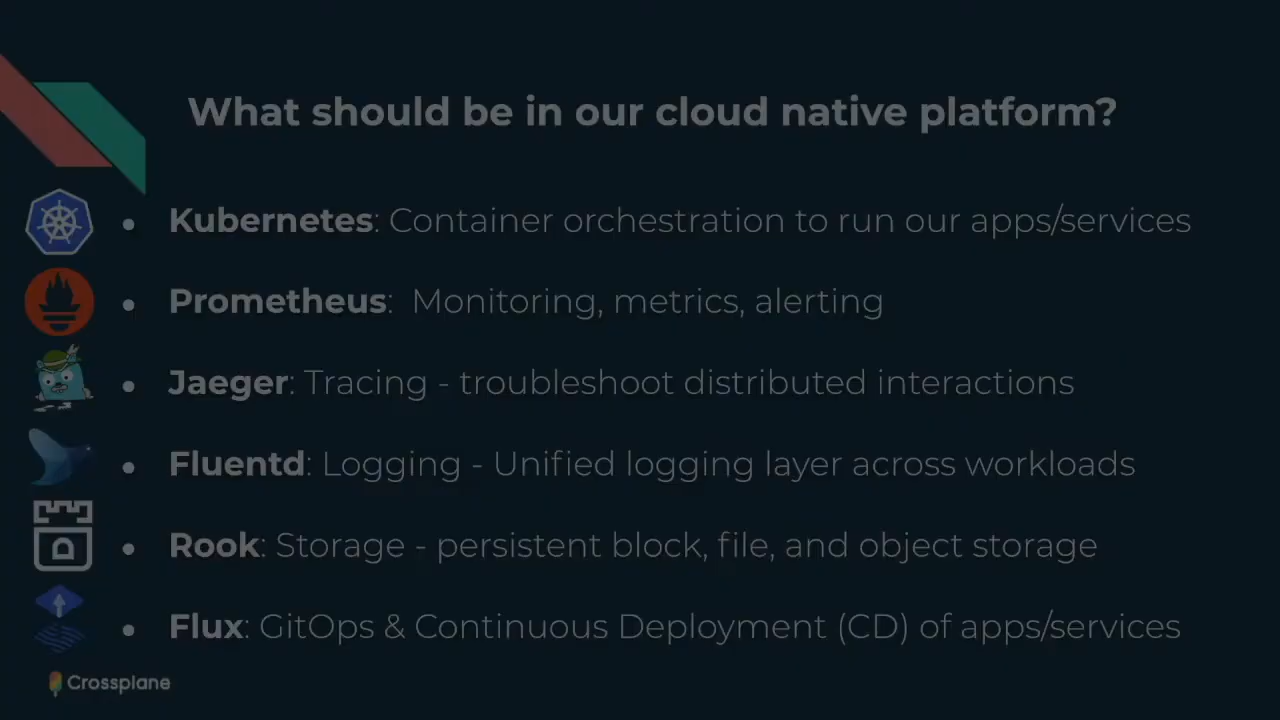 What should be in our cloud native platform?
● Kubernetes: Container orchestration to run our apps/services
● Prometheus: Monitoring, metrics, alerting
● Jaeger: Tracing - troubleshoot distributed interactions
● Fluentd: Logging - Unified logging layer across workloads
● Rook: Storage - persistent block, file, and object storage
● Flux: GitOps & Continuous Deployment (CD) of apps/services
Crossplane